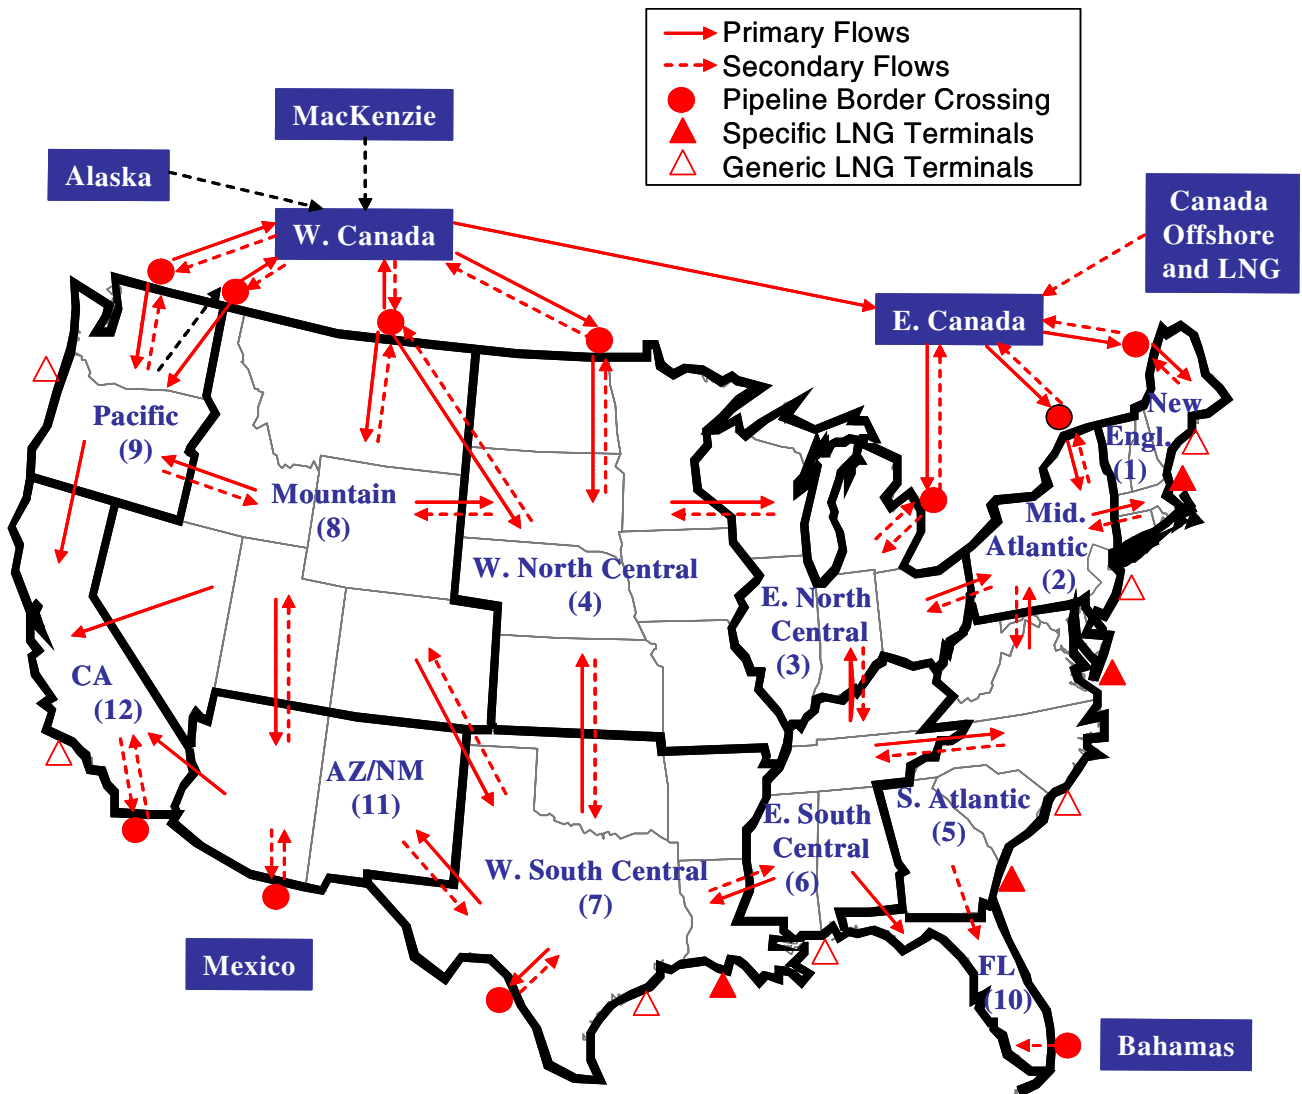 Primary Flows
Secondary Flows
Pipeline Border Crossing
Specific LNG Terminals
Generic LNG Terminals
MacKenzie
Alaska
W. Canada
Canada
Offshore
and LNG
E. Canada
Pacific
(9)
New
Engl.
(1)
Mountain
(8)
Mid.
Atlantic
(2)
W. North Central
(4)
E. North
Central
(3)
CA
(12)
AZ/NM
(11)
S. Atlantic
(5)
E. South
Central
(6)
W. South Central
(7)
Mexico
FL
(10)
Bahamas